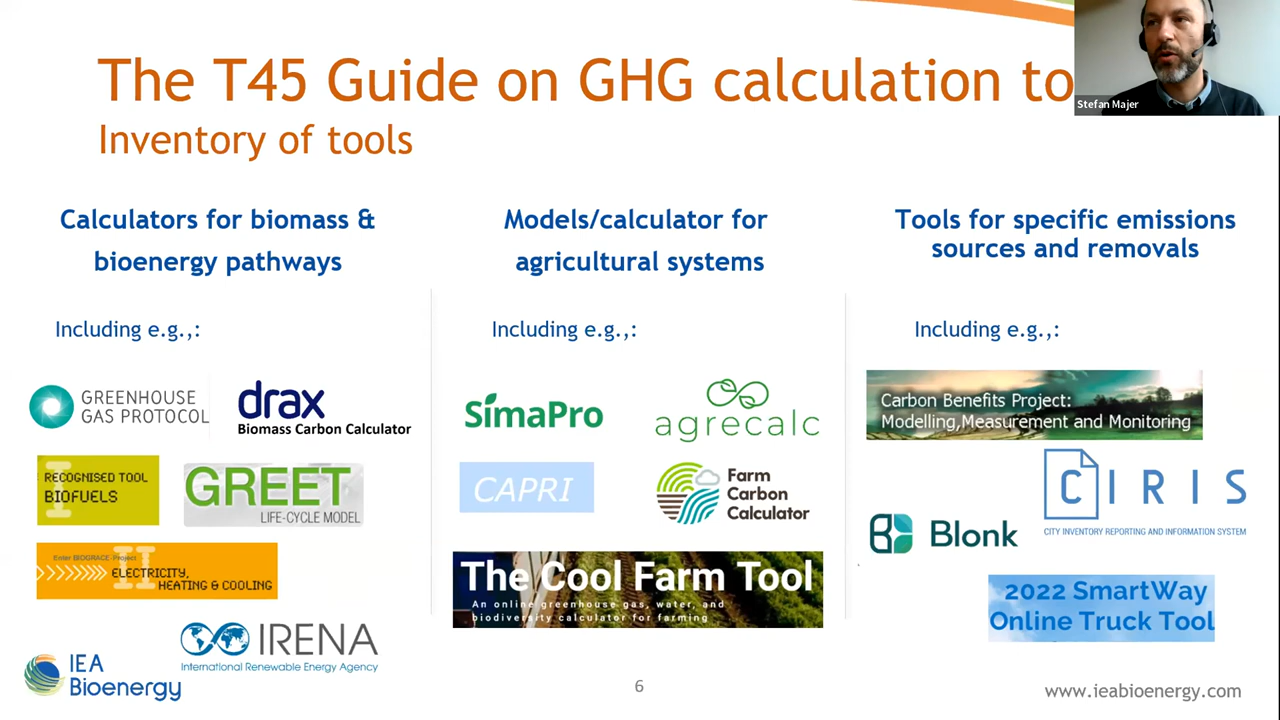 The T45 Guide on GHG calculation to
Inventory of tools
Stefan Majer
Calculators for biomass &
bioenergy pathways
Including e.g.,:
GREENHOUSE
GAS PROTOCOL
drax
Biomass Carbon Calculator
I
RECOGNISED TOOL
BIOFUELS
GREET
LIFE-CYCLE MODEL
Enter BIOGRACE-Project
II
ELECTRICITY,
HEATING & COOLING
IRENA
International Renewable Energy Agency
Models/calculator for
agricultural systems
Including e.g.,:
SimaPro
agrecalc
CAPRI
Farm
Carbon
Calculator
The Cool Farm Tool
An online greenhouse gas, water, and
biodiversity calculator for farming
Tools for specific emissions
sources and removals
Including e.g.,:
Carbon Benefits Project:
Modelling,Measurement and Monitoring
CIRIS
CITY INVENTORY REPORTING AND INFORMATION SYSTEM
Blonk
2022 SmartWay
Online Truck Tool
IEA
Bioenergy
6
www.ieabioenergy.com